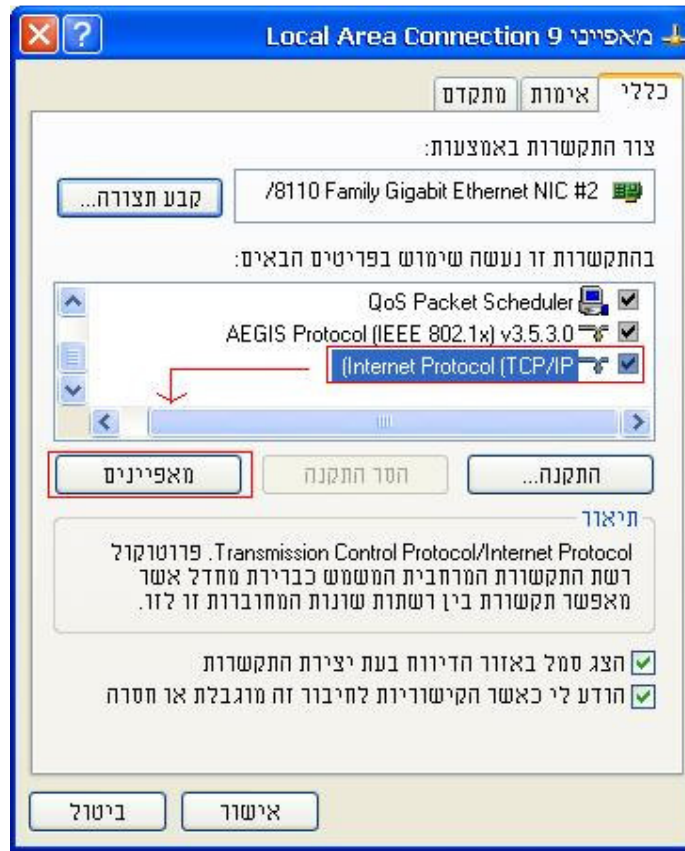 מאפייני Local Area Connection 9
כללי
אימות
מתקדם
צור התקשרות באמצעות:
/8110 Family Gigabit Ethernet NIC #2
קבע תצורה...
בהתקשרות זו נעשה שימוש בפריטים הבאים:
QoS Packet Scheduler
AEGIS Protocol (IEEE 802.1x) v3.5.3.0
(Internet Protocol (TCP/IP
התקנה...
הסר התקנה
מאפיינים
תיאור
Transmission Control Protocol/Internet Protocol. פרוטוקול
רשת התקשורת המרחבית המשמש כברירת מחדל אשר
מאפשר תקשורת בין רשתות שונות המחוברות זו לזו.
הצג סמל באזור הדיווח בעת יצירת התקשרות
הודע לי כאשר הקישוריות לחיבור זה מוגבלת או חסרה
אישור
ביטול